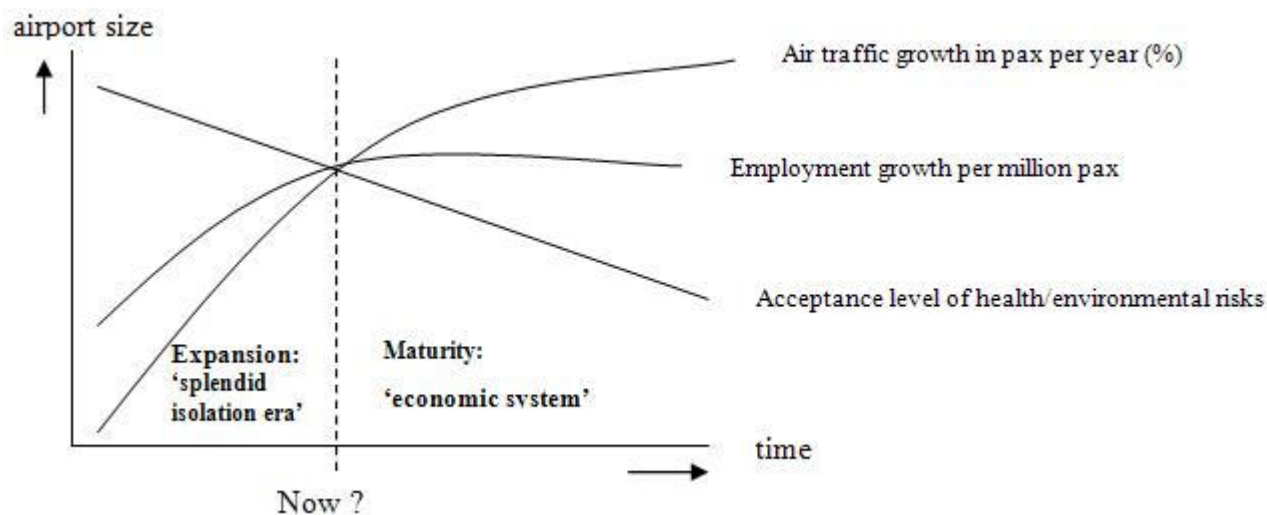 airport size
Air traffic growth in pax per year (%)
Employment growth per million pax
Acceptance level of health/environmental risks
Expansion:
‘splendid
isolation era’
Maturity:
‘economic system’
time
Now ?